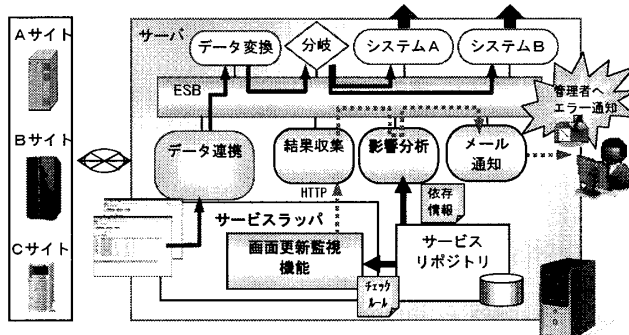 Aサイト
Bサイト
Cサイト
サーバ
データ変換
分岐
システムA
システムB
ESB
管理者へ
エラー通知
データ連携
結果収集
影響分析
メール
通知
HTTP
依存
情報
サービスラッパ
画面更新監視
機能
サービス
リポジトリ
チェック
ルール